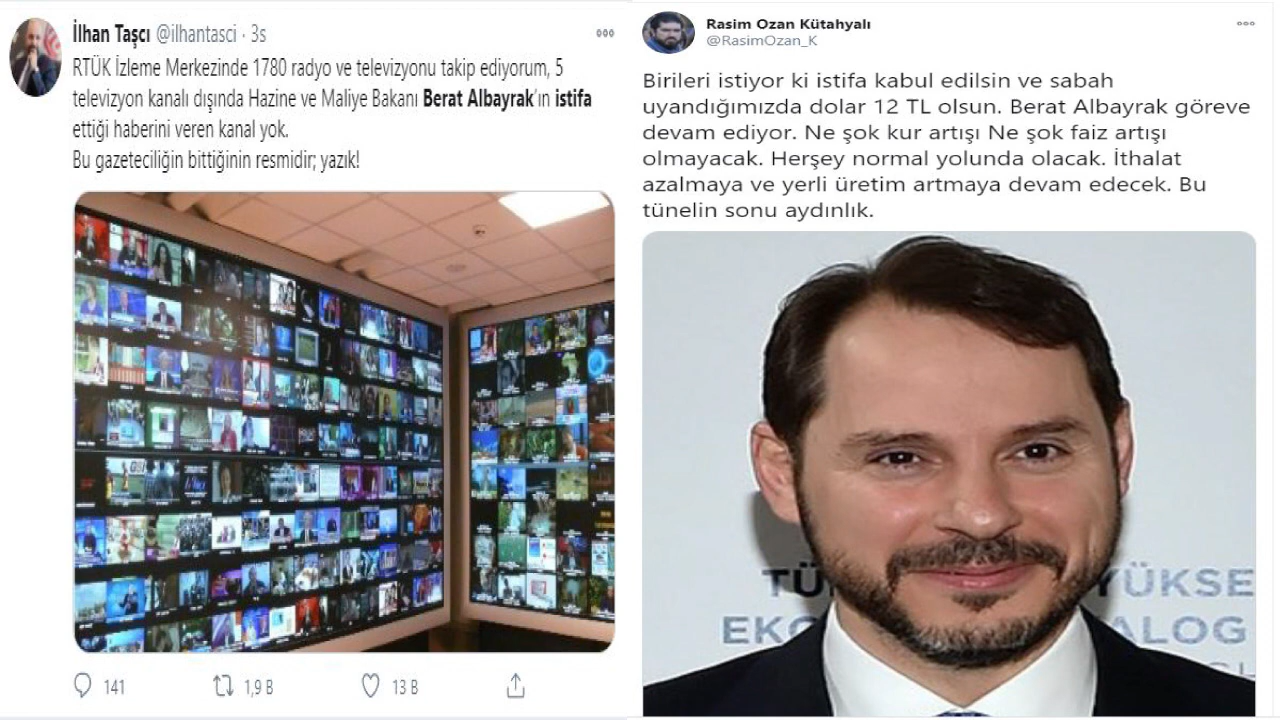 İlhan Taşcı @ilhantasci · 3s
RTÜK İzleme Merkezinde 1780 radyo ve televizyonu takip ediyorum, 5
televizyon kanalı dışında Hazine ve Maliye Bakanı Berat Albayrak'ın istifa
ettiği haberini veren kanal yok.
Bu gazeteciliğin bittiğinin resmidir; yazık!
141
1,9 B
13 B
Rasim Ozan Kütahyalı
@RasimOzan_K
Birileri istiyor ki istifa kabul edilsin ve sabah
uyandığımızda dolar 12 TL olsun. Berat Albayrak göreve
devam ediyor. Ne şok kur artışı Ne şok faiz artışı
olmayacak. Herşey normal yolunda olacak. İthalat
azalmaya ve yerli üretim artmaya devam edecek. Bu
tünelin sonu aydınlık.
TÜ YÜKSE
EKO ALOG